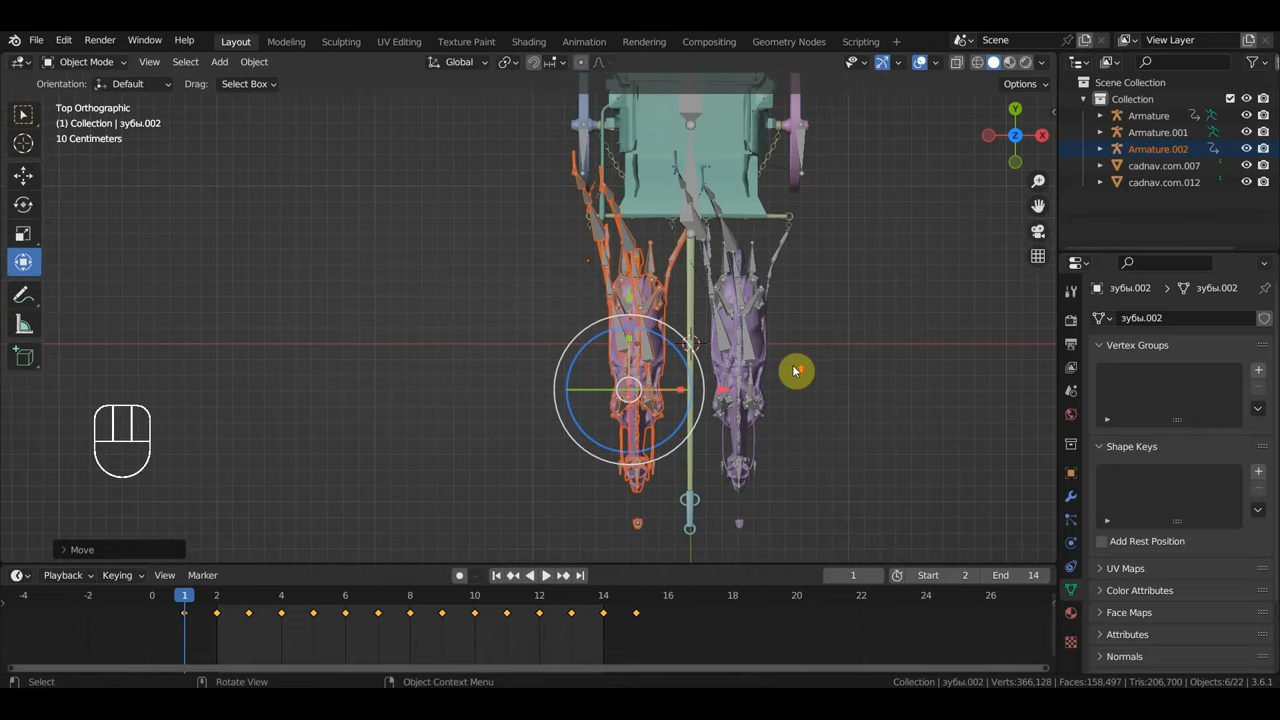 File Edit Render Window Help
Layout Modeling Sculpting UV Editing Texture Paint Shading Animation Rendering Compositing Geometry Nodes Scripting +
Scene
View Layer
Object Mode View Select Add Object
Global
Orientation: Default Drag: Select Box
Options
Top Orthographic
(1) Collection | зубы.002
10 Centimeters
Y
Z
X
Move
Scene Collection
Collection
Armature
Armature.001
Armature.002
cadnav.com.007
cadnav.com.012
зубы.002 зубы.002
зубы.002
Vertex Groups
Shape Keys
Add Rest Position
UV Maps
Color Attributes
Face Maps
Attributes
Normals
Playback Keying View Marker
1 Start 2 End 14
-4 -2 0 1 2 4 6 8 10 12 14 16 18 20 22 24 26
Select Rotate View Object Context Menu
Collection | зубы.002 | Verts:366,128 | Faces:158,497 | Tris:206,700 | Objects:6/22 | 3.6.1